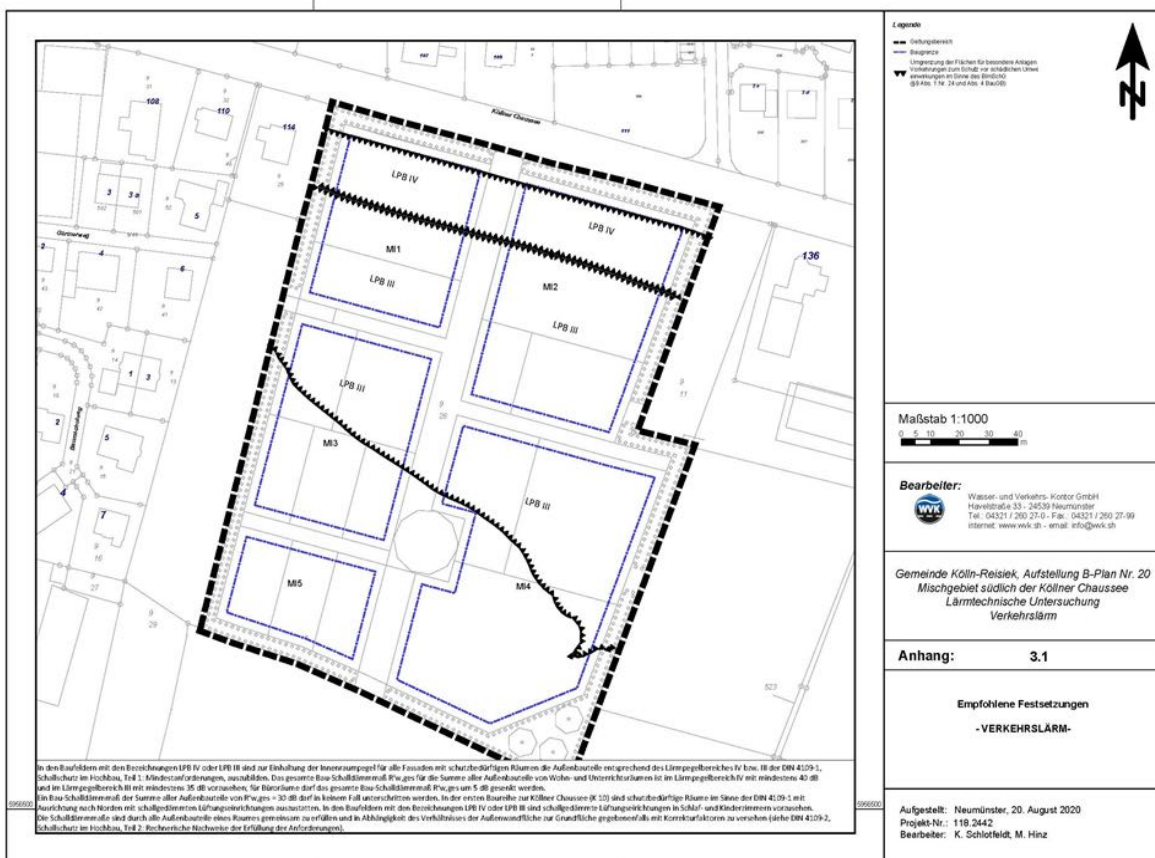 Köllner Chaussee
108
110
114
3
3 a
5
Gärtnerweg
2
4
6
1
3
2
5
4
7
136
LPB IV
LPB IV
MI1
LPB III
MI2
LPB III
LPB III
MI3
LPB III
MI4
MI5
9
28
9
11
9
29
9
27
523
5956500
5956500
In den Baufeldern mit den Bezeichnungen LPB IV oder LPB III sind zur Einhaltung der Innenraumpegel für alle Fassaden mit schutzbedürftigen Räumen die Außenbauteile entsprechend des Lärmpegelbereiches IV bzw. III der DIN 4109-1,
Schallschutz im Hochbau, Teil 1: Mindestanforderungen, auszubilden. Das gesamte Bau-Schalldämmmaß R'w,ges für die Summe aller Außenbauteile von Wohn- und Unterrichtsräumen ist im Lärmpegelbereich IV mit mindestens 40 dB
und im Lärmpegelbereich III mit mindestens 35 dB vorzusehen, für Büroräume darf das gesamte Bau-Schalldämmmaß R'w,ges um 5 dB gesenkt werden.
Ein Bau-Schalldämmmaß der Summe aller Außenbauteile von R'w,ges = 30 dB darf in keinem Fall unterschritten werden. In der ersten Baureihe zur Köllner Chaussee (K 10) sind schutzbedürftige Räume im Sinne der DIN 4109-1 mit
Ausrichtung nach Norden mit schallgedämmten Lüftungseinrichtungen auszustatten. In den Baufeldern mit den Bezeichnungen LPB IV oder LPB III sind schallgedämmte Lüftungseinrichtungen in Schlaf- und Kinderzimmern vorzusehen.
Die Schalldämmmaße sind durch alle Außenbauteile eines Raumes gemeinsam zu erfüllen und in Abhängigkeit des Verhältnisses der Außenwandfläche zur Grundfläche gegebenenfalls mit Korrekturfaktoren zu versehen (siehe DIN 4109-2,
Schallschutz im Hochbau, Teil 2: Rechnerische Nachweise der Erfüllung der Anforderungen).
Legende
Geltungsbereich
Baugrenze
Umgrenzung der Flächen für besondere Anlagen
Vorkehrungen zum Schutz vor schädlichen Umwe
einwirkungen im Sinne des BImSchG
(§9 Abs. 1 Nr. 24 und Abs. 4 BauGB)
N
Maßstab 1:1000
0 5 10 20 30 40
m
Bearbeiter:
WVK
Wasser- und Verkehrs- Kontor GmbH
Havelstraße 33 - 24539 Neumünster
Tel.: 04321 / 260 27-0 - Fax.: 04321 / 260 27-99
internet: www.wvk.sh - email: info@wvk.sh
Gemeinde Kölln-Reisiek, Aufstellung B-Plan Nr. 20
Mischgebiet südlich der Köllner Chaussee
Lärmtechnische Untersuchung
Verkehrslärm
Anhang: 3.1
Empfohlene Festsetzungen
-VERKEHRSLÄRM-
Aufgestellt: Neumünster, 20. August 2020
Projekt-Nr.: 118.2442
Bearbeiter: K. Schlotfeldt, M. Hinz